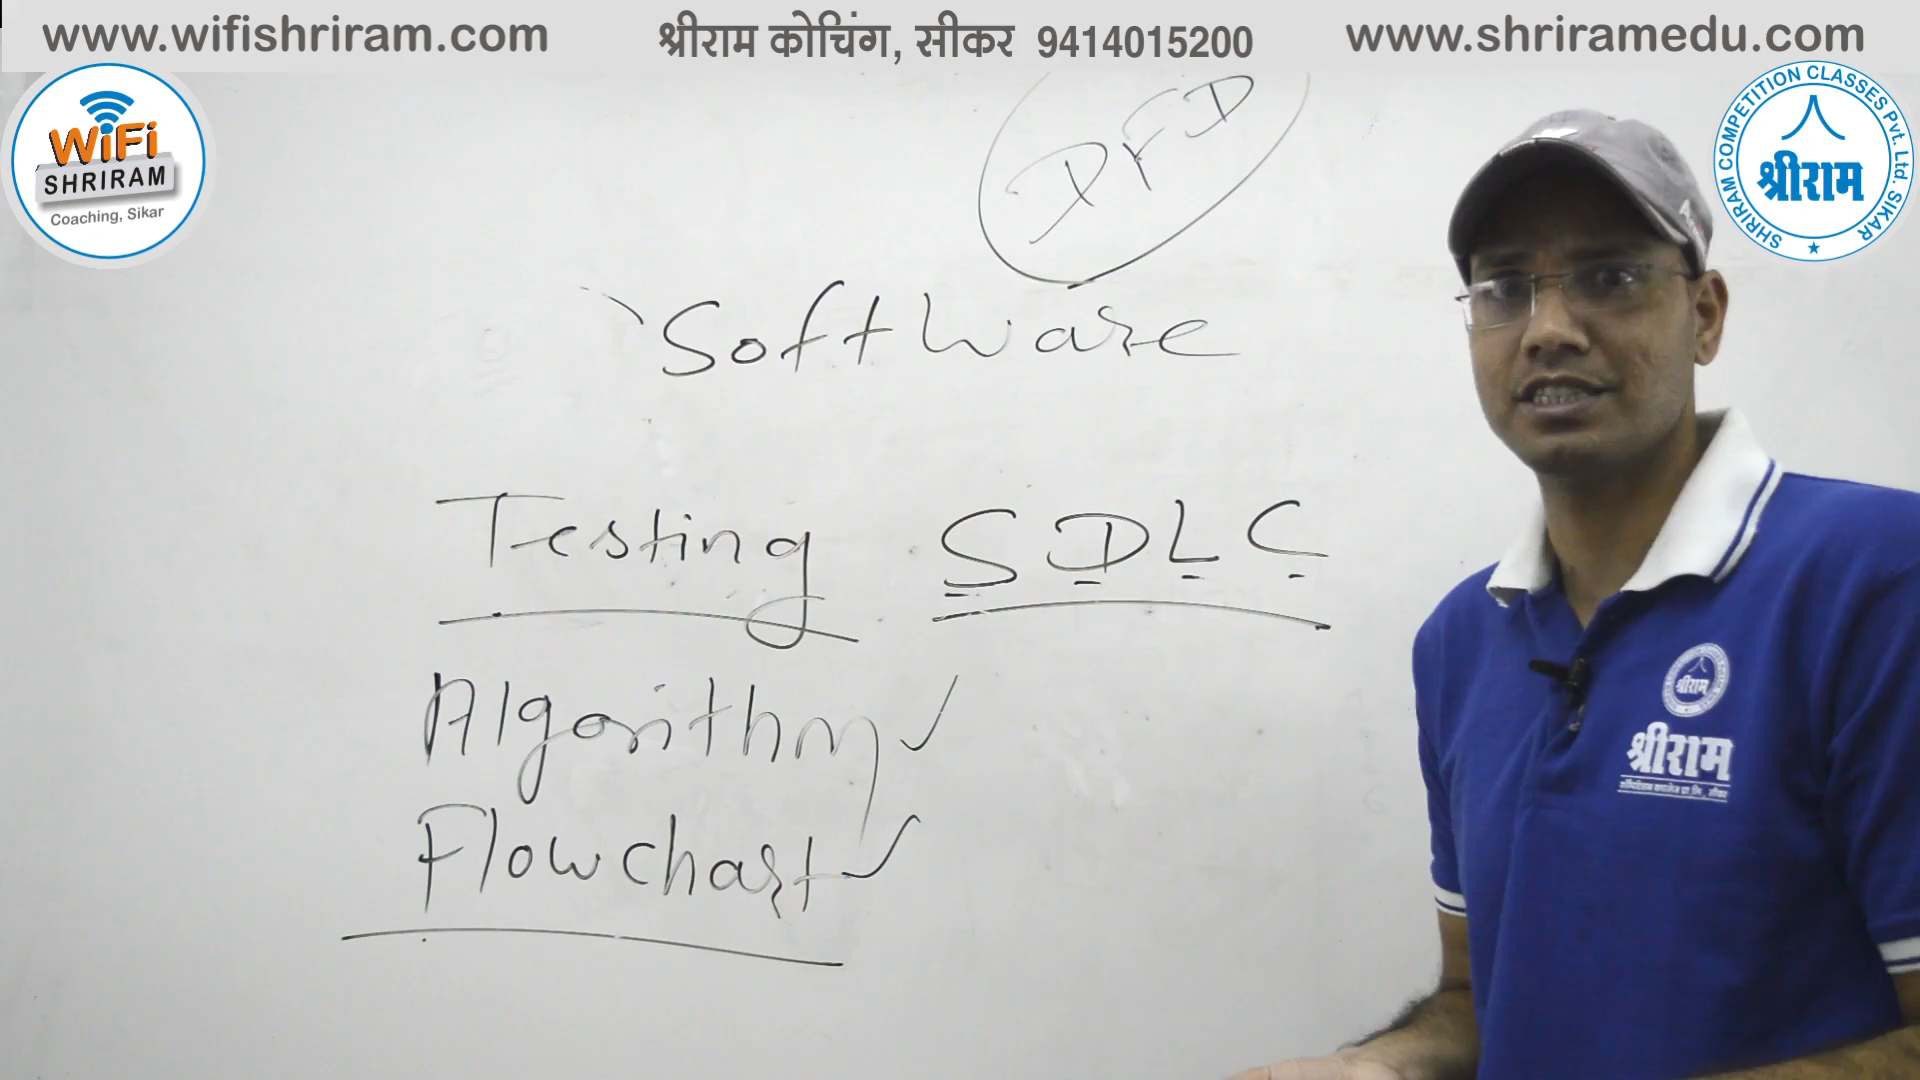 www.wifishriram.com
श्रीराम कोचिंग, सीकर 9414015200
www.shriramedu.com
WiFi
SHRIRAM
Coaching, Sikar
SHRIRAM COMPETITION CLASSES Pvt. Ltd. SIKAR
श्रीराम
DFD
Software
Testing SDLC
Algorithm
Flowchart
श्रीराम
श्रीराम